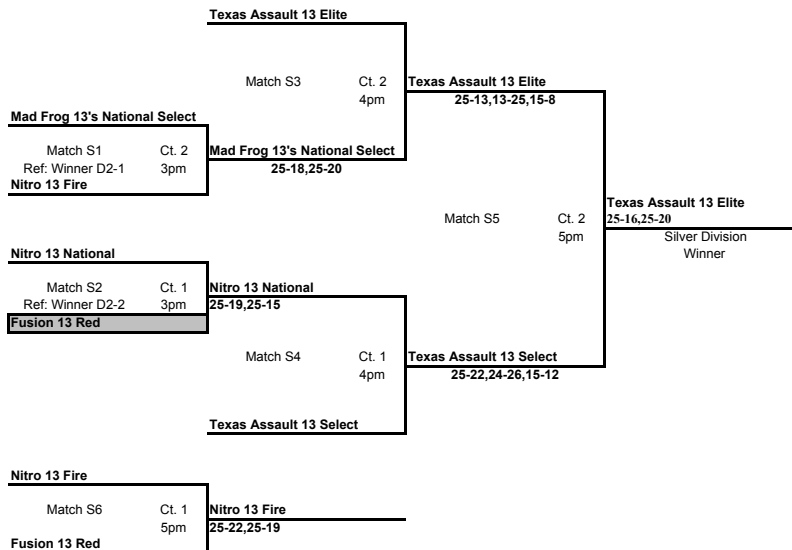 Texas Assault 13 Elite
Match S3 Ct. 2 Texas Assault 13 Elite
4pm 25-13,13-25,15-8
Mad Frog 13's National Select
Match S1 Ct. 2 Mad Frog 13's National Select
Ref: Winner D2-1 3pm 25-18,25-20
Nitro 13 Fire
Texas Assault 13 Elite
Match S5 Ct. 2 25-16,25-20
5pm Silver Division
Winner
Nitro 13 National
Match S2 Ct. 1 Nitro 13 National
Ref: Winner D2-2 3pm 25-19,25-15
Fusion 13 Red
Match S4 Ct. 1 Texas Assault 13 Select
4pm 25-22,24-26,15-12
Texas Assault 13 Select
Nitro 13 Fire
Match S6 Ct. 1 Nitro 13 Fire
5pm 25-22,25-19
Fusion 13 Red